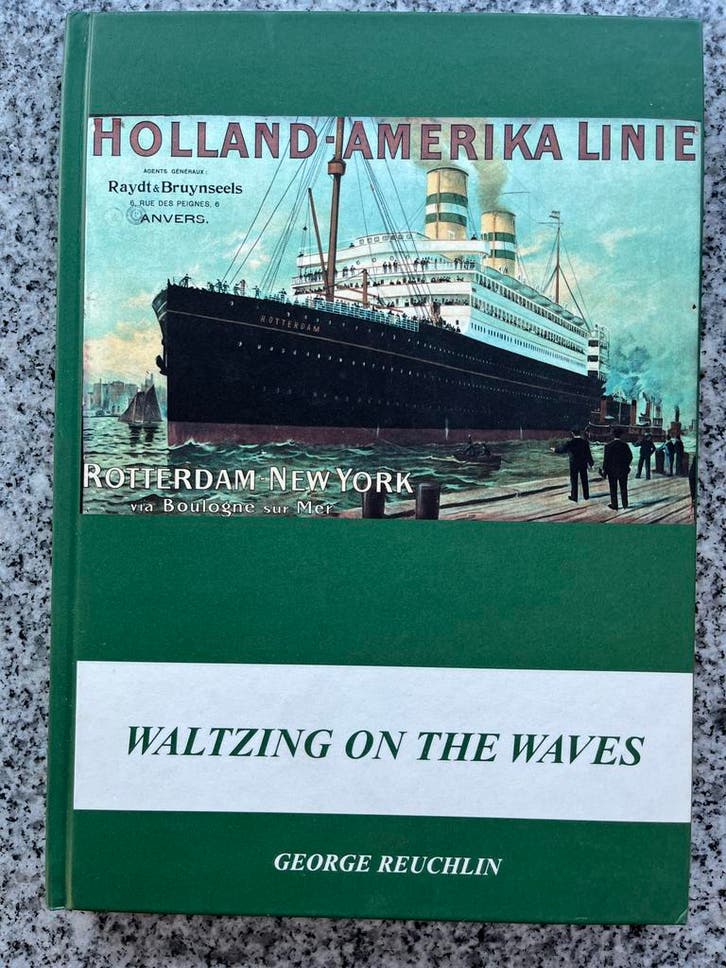 HOLLAND-AMERIKA LINIE
AGENTS GÉNÉRAUX:
Raydt & Bruynseels
6, RUE DES PEIGNES, 6
ANVERS.
ROTTERDAM
ROTTERDAM-NEW YORK
via Boulogne sur Mer
WALTZING ON THE WAVES
GEORGE REUCHLIN